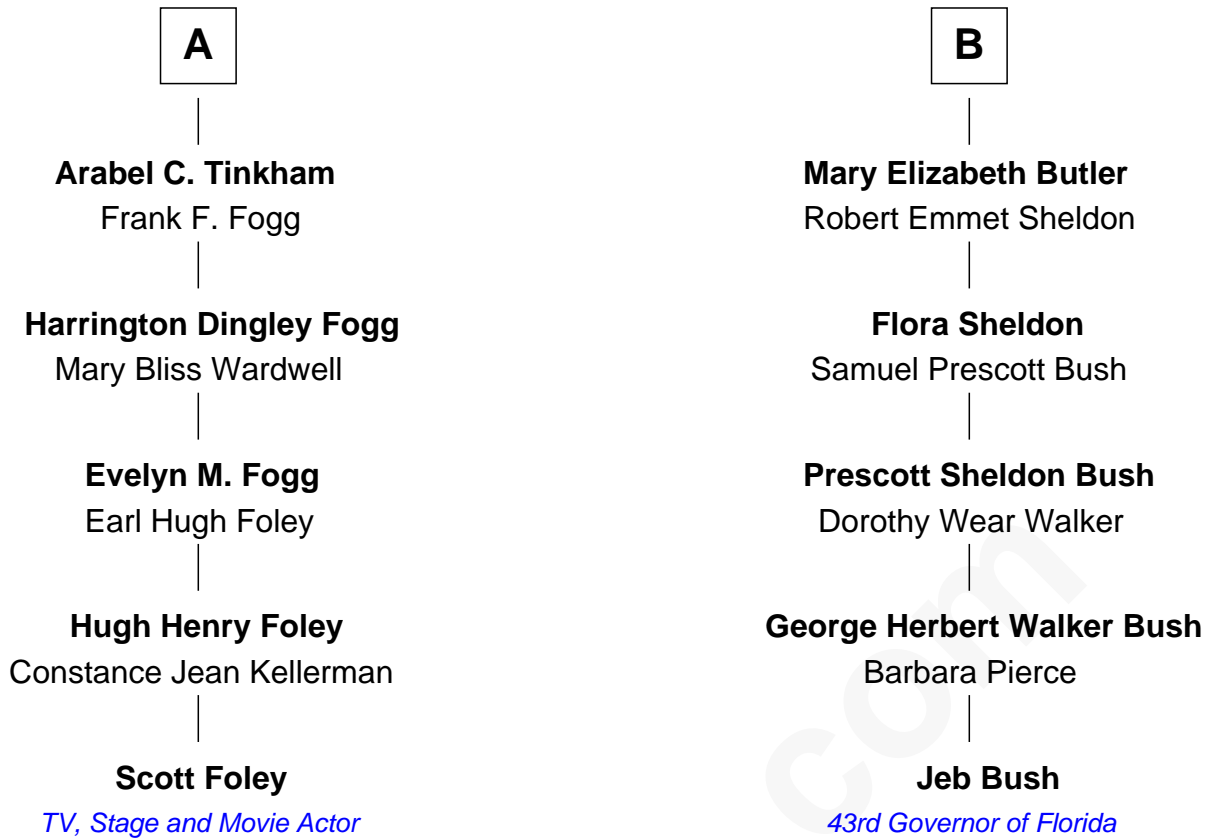 A
Arabel C. Tinkham
Frank F. Fogg
Harrington Dingley Fogg
Mary Bliss Wardwell
Evelyn M. Fogg
Earl Hugh Foley
Hugh Henry Foley
Constance Jean Kellerman
Scott Foley
TV, Stage and Movie Actor
B
Mary Elizabeth Butler
Robert Emmet Sheldon
Flora Sheldon
Samuel Prescott Bush
Prescott Sheldon Bush
Dorothy Wear Walker
George Herbert Walker Bush
Barbara Pierce
Jeb Bush
43rd Governor of Florida
com